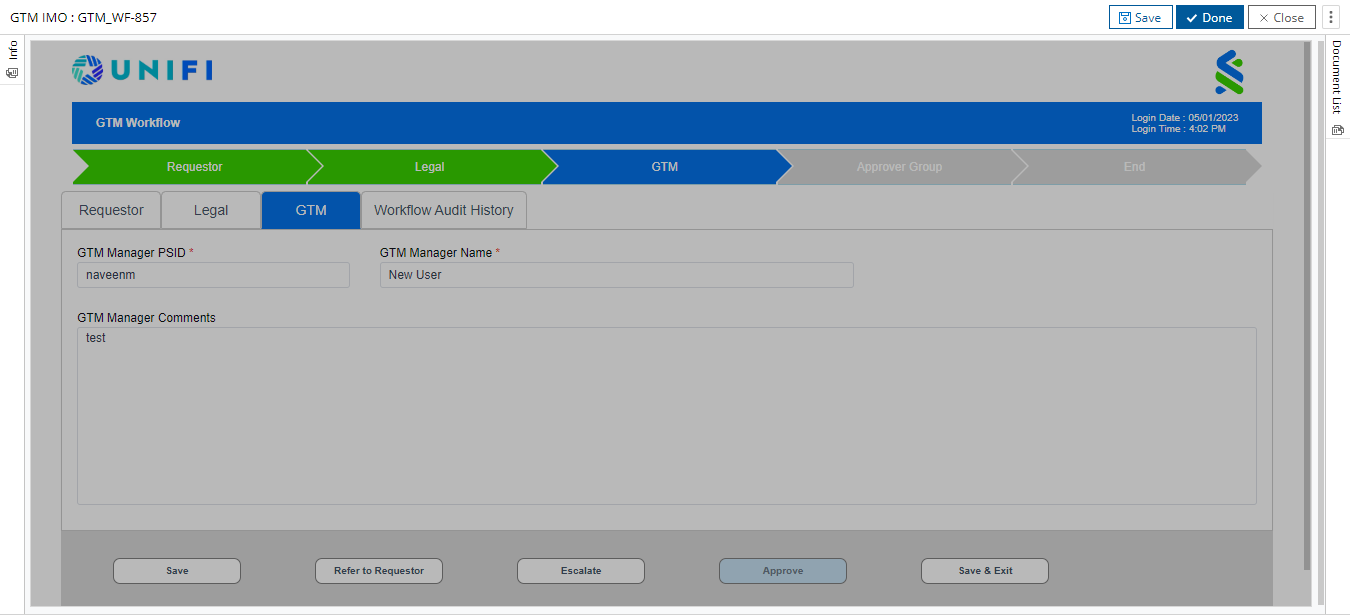 GTM IMO : GTM_WF-857
Save
Done
Close
Info
Document List
UNIFI
GTM Workflow
Login Date : 05/01/2023
Login Time : 4:02 PM
Requestor
Legal
GTM
Approver Group
End
Requestor
Legal
GTM
Workflow Audit History
GTM Manager PSID *
GTM Manager Name *
naveenm
New User
GTM Manager Comments
test
Save
Refer to Requestor
Escalate
Approve
Save & Exit